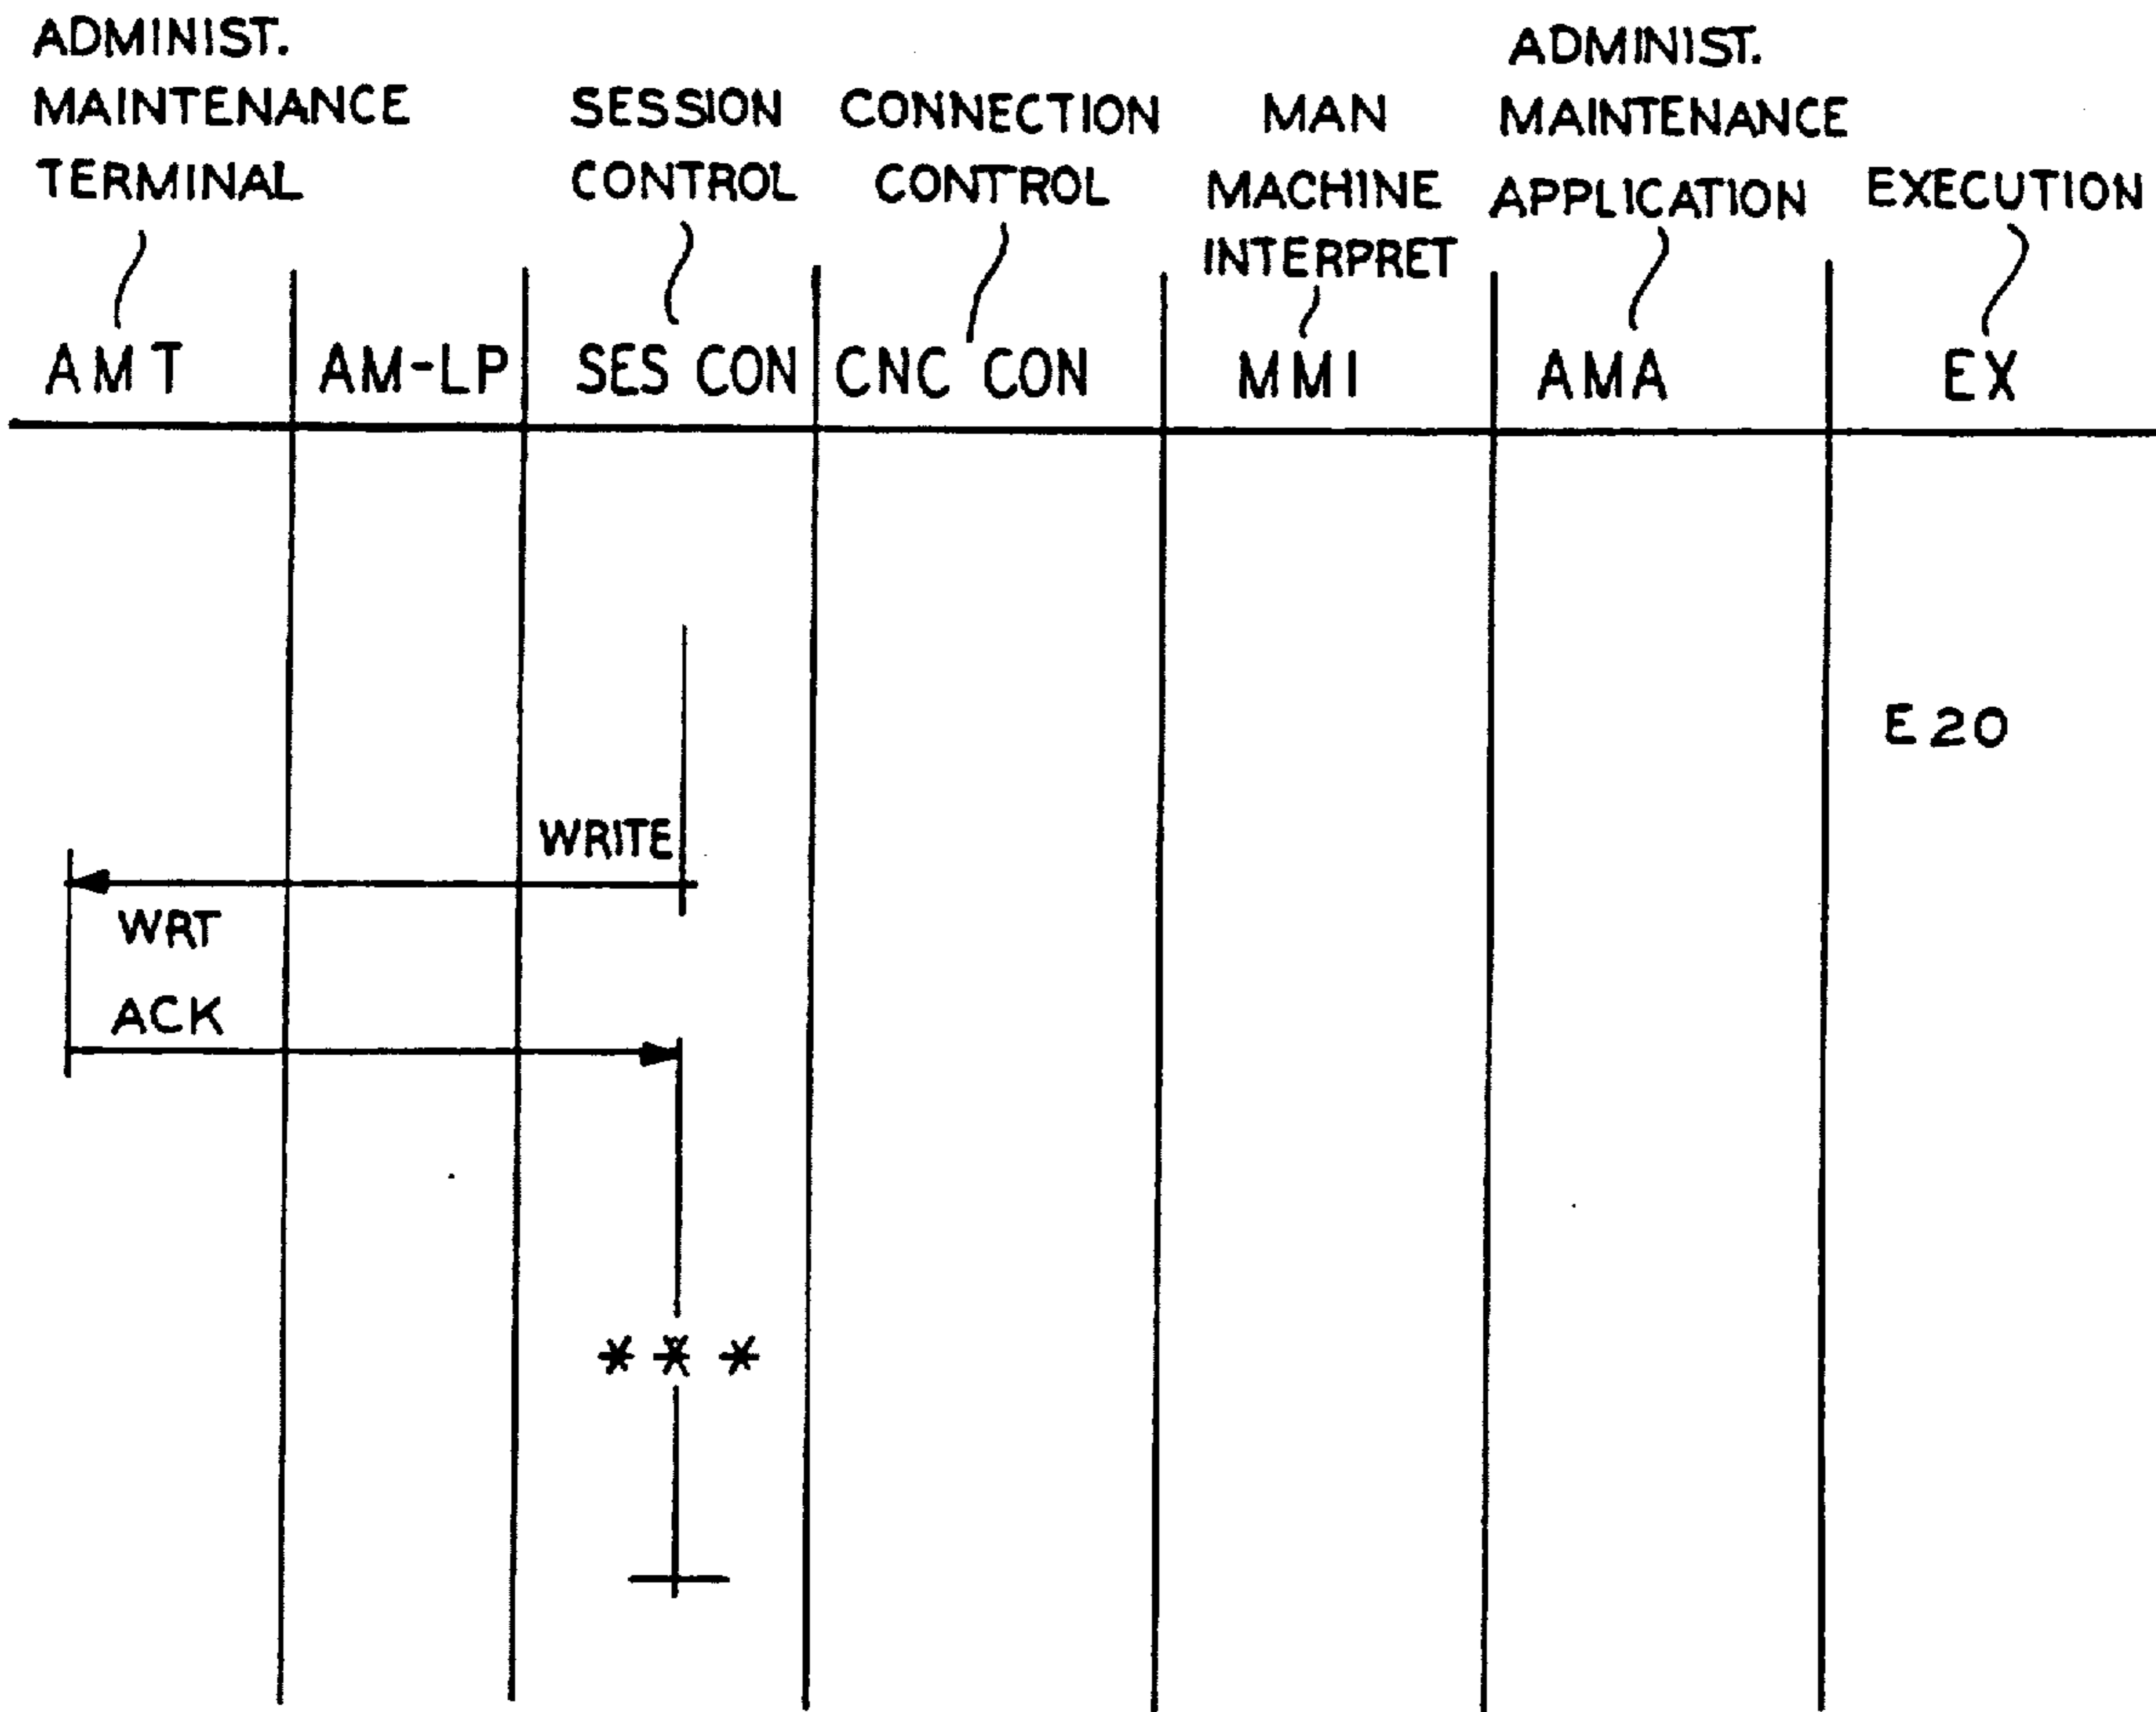 ADMINIST.
MAINTENANCE
TERMINAL
SESSION
CONTROL
CONNECTION
CONTROL
MAN
MACHINE
INTERPRET
ADMINIST.
MAINTENANCE
APPLICATION
EXECUTION
AMT
AM-LP
SES CON
CNC CON
MMI
AMA
EX
E20
WRITE
WRT
ACK
* * *